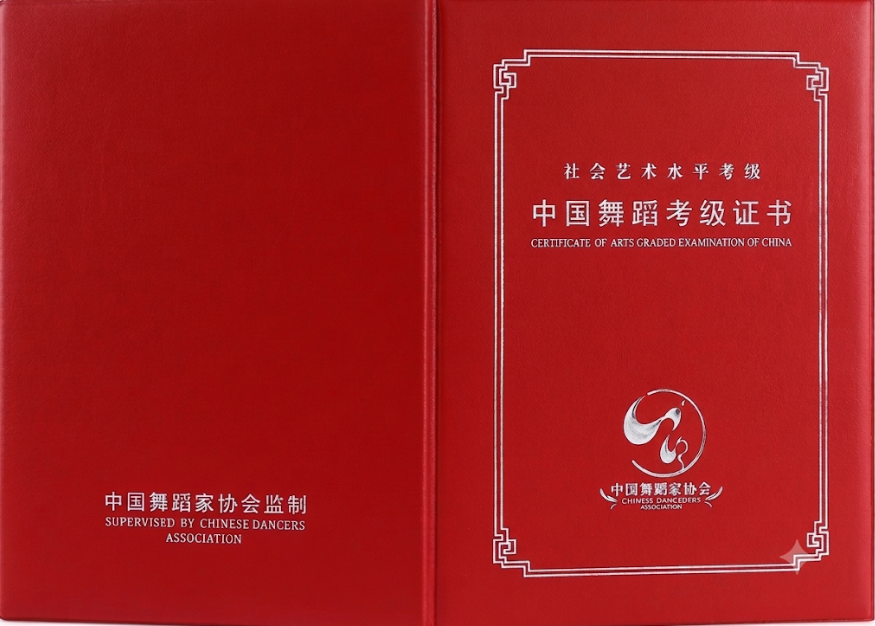 中国舞蹈家协会监制
SUPERVISED BY CHINESE DANCERS
ASSOCIATION
社会艺术水平考级
中国舞蹈考级证书
CERTIFICATE OF ARTS GRADED EXAMINATION OF CHINA
中国舞蹈家协会
CHINESE DANCEDERS
ASSOCIATION